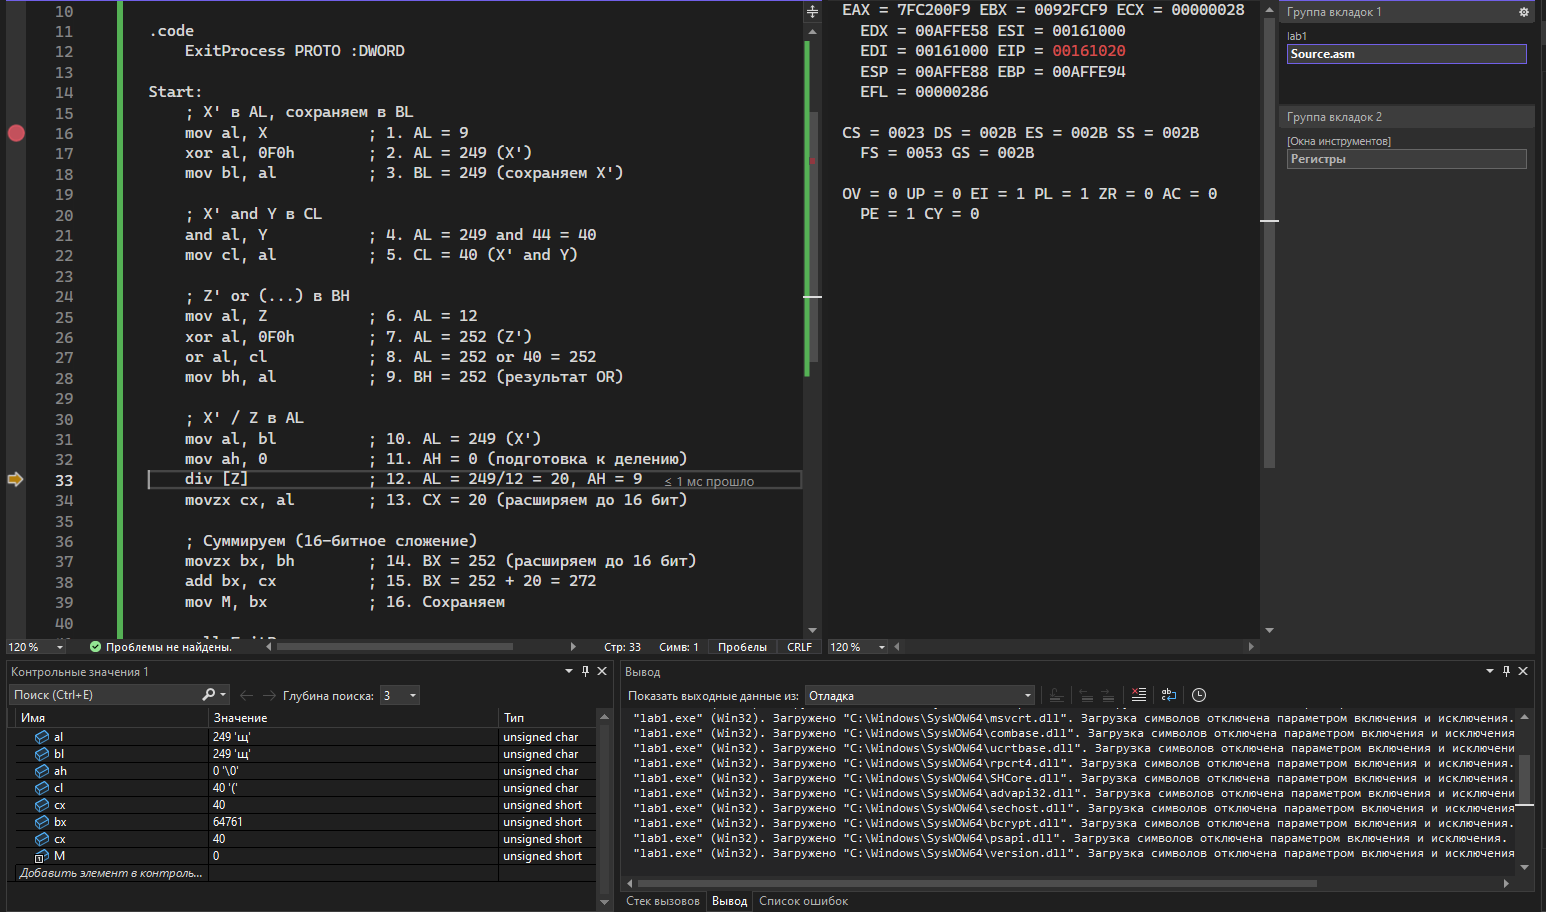 10
11 .code
12 ExitProcess PROTO :DWORD
13
14 Start:
15 ; X' в AL, сохраняем в BL
16 mov al, X ; 1. AL = 9
17 xor al, 0F0h ; 2. AL = 249 (X')
18 mov bl, al ; 3. BL = 249 (сохраняем X')
19
20 ; X' and Y в CL
21 and al, Y ; 4. AL = 249 and 44 = 40
22 mov cl, al ; 5. CL = 40 (X' and Y)
23
24 ; Z' or (...) в BH
25 mov al, Z ; 6. AL = 12
26 xor al, 0F0h ; 7. AL = 252 (Z')
27 or al, cl ; 8. AL = 252 or 40 = 252
28 mov bh, al ; 9. BH = 252 (результат OR)
29
30 ; X' / Z в AL
31 mov al, bl ; 10. AL = 249 (X')
32 mov ah, 0 ; 11. AH = 0 (подготовка к делению)
33 div [Z] ; 12. AL = 249/12 = 20, AH = 9 ≤ 1 мс прошло
34 movzx cx, al ; 13. CX = 20 (расширяем до 16 бит)
35
36 ; Суммируем (16-битное сложение)
37 movzx bx, bh ; 14. BX = 252 (расширяем до 16 бит)
38 add bx, cx ; 15. BX = 252 + 20 = 272
39 mov M, bx ; 16. Сохраняем
40
120 % Проблемы не найдены. Стр: 33 Симв: 1 Пробелы CRLF
EAX = 7FC200F9 EBX = 0092FCF9 ECX = 00000028
EDX = 00AFFE58 ESI = 00161000
EDI = 00161000 EIP = 00161020
ESP = 00AFFE88 EBP = 00AFFE94
EFL = 00000286
CS = 0023 DS = 002B ES = 002B SS = 002B
FS = 0053 GS = 002B
OV = 0 UP = 0 EI = 1 PL = 1 ZR = 0 AC = 0
PE = 1 CY = 0
120 %
Группа вкладок 1
lab1
Source.asm
Группа вкладок 2
[Окна инструментов]
Регистры
Контрольные значения 1
Поиск (Ctrl+E) Глубина поиска: 3
Имя Значение Тип
al 249 'щ' unsigned char
bl 249 'щ' unsigned char
ah 0 '\0' unsigned char
cl 40 '(' unsigned char
cx 40 unsigned short
bx 64761 unsigned short
cx 40 unsigned short
M 0 unsigned short
Добавить элемент в контроль...
Вывод
Показать выходные данные из: Отладка
"lab1.exe" (Win32). Загружено "C:\Windows\SysWOW64\msvcrt.dll". Загрузка символов отключена параметром включения и исключения.
"lab1.exe" (Win32). Загружено "C:\Windows\SysWOW64\combase.dll". Загрузка символов отключена параметром включения и исключения
"lab1.exe" (Win32). Загружено "C:\Windows\SysWOW64\ucrtbase.dll". Загрузка символов отключена параметром включения и исключени
"lab1.exe" (Win32). Загружено "C:\Windows\SysWOW64\rpcrt4.dll". Загрузка символов отключена параметром включения и исключения.
"lab1.exe" (Win32). Загружено "C:\Windows\SysWOW64\SHCore.dll". Загрузка символов отключена параметром включения и исключения.
"lab1.exe" (Win32). Загружено "C:\Windows\SysWOW64\advapi32.dll". Загрузка символов отключена параметром включения и исключени
"lab1.exe" (Win32). Загружено "C:\Windows\SysWOW64\sechost.dll". Загрузка символов отключена параметром включения и исключения
"lab1.exe" (Win32). Загружено "C:\Windows\SysWOW64\bcrypt.dll". Загрузка символов отключена параметром включения и исключения.
"lab1.exe" (Win32). Загружено "C:\Windows\SysWOW64\psapi.dll". Загрузка символов отключена параметром включения и исключения.
"lab1.exe" (Win32). Загружено "C:\Windows\SysWOW64\version.dll". Загрузка символов отключена параметром включения и исключения
Стек вызовов Вывод Список ошибок